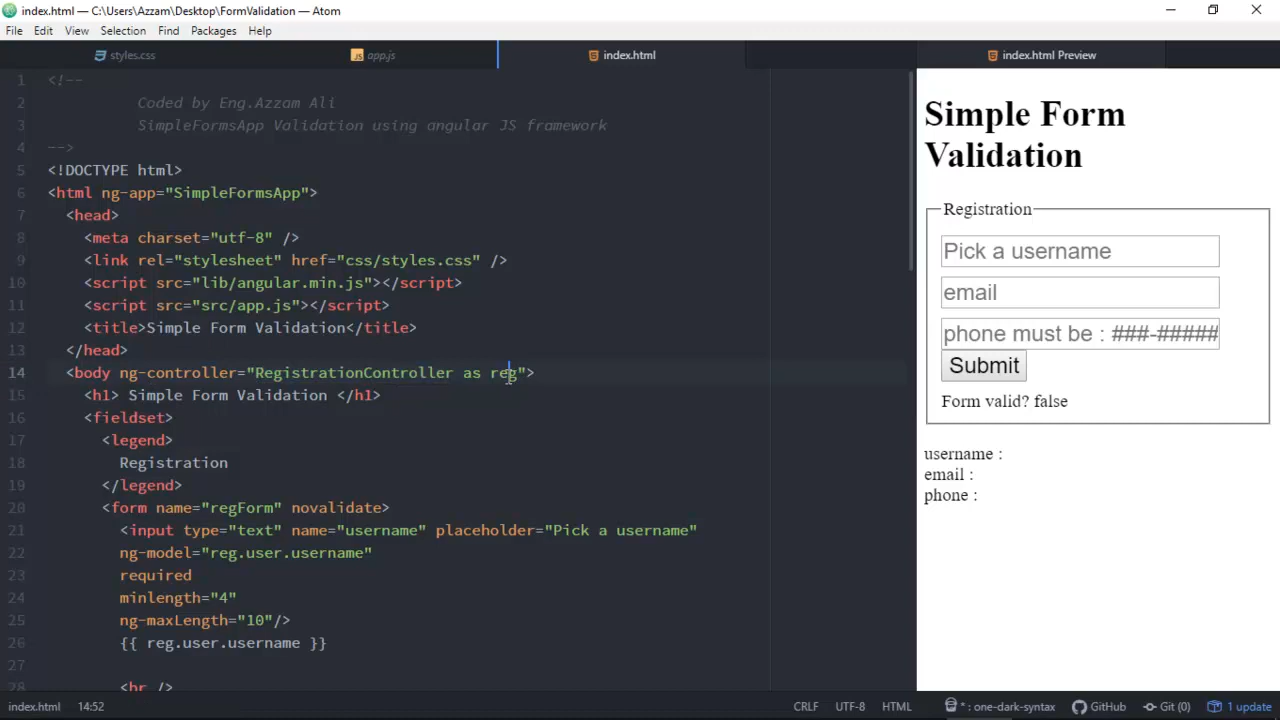 index.html — C:\Users\Azzam\Desktop\FormValidation — Atom
File Edit View Selection Find Packages Help
styles.css app.js index.html index.html Preview
1 <!--
2 Coded by Eng.Azzam Ali
3 SimpleFormsApp Validation using angular JS framework
4 -->
5 <!DOCTYPE html>
6 <html ng-app="SimpleFormsApp">
7 <head>
8 <meta charset="utf-8" />
9 <link rel="stylesheet" href="css/styles.css" />
10 <script src="lib/angular.min.js"></script>
11 <script src="src/app.js"></script>
12 <title>Simple Form Validation</title>
13 </head>
14 <body ng-controller="RegistrationController as reg">
15 <h1> Simple Form Validation </h1>
16 <fieldset>
17 <legend>
18 Registration
19 </legend>
20 <form name="regForm" novalidate>
21 <input type="text" name="username" placeholder="Pick a username"
22 ng-model="reg.user.username"
23 required
24 minlength="4"
25 ng-maxLength="10"/>
26 {{ reg.user.username }}
27
28 <br />
Simple Form
Validation
Registration
Pick a username
email
phone must be : ###-#####
Submit
Form valid? false
username :
email :
phone :
index.html 14:52 CRLF UTF-8 HTML * : one-dark-syntax GitHub Git (0) 1 update